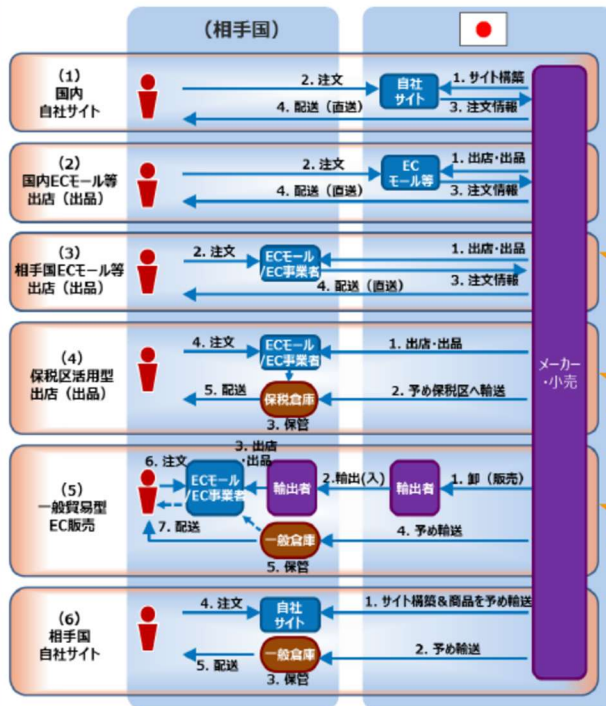 (相手国)
(1)
国内
自社サイト
2. 注文
自社
サイト
1. サイト構築
4. 配送（直送）
3. 注文情報
(2)
国内ECモール等
出店（出品）
2. 注文
EC
モール等
1. 出店・出品
4. 配送（直送）
3. 注文情報
(3)
相手国ECモール等
出店（出品）
2. 注文
ECモール
/EC事業者
1. 出店・出品
4. 配送（直送）
3. 注文情報
(4)
保税区活用型
出店（出品）
4. 注文
ECモール
/EC事業者
1. 出店・出品
5. 配送
保税倉庫
2. 予め保税区へ輸送
3. 保管
メーカー
・小売
(5)
一般貿易型
EC販売
6. 注文
ECモール
/EC事業者
3. 出店
・出品
輸出者
2.輸出(入)
輸出者
1. 卸（販売）
7. 配送
一般倉庫
4. 予め輸送
5. 保管
(6)
相手国
自社サイト
4. 注文
自社
サイト
1. サイト構築&商品を予め輸送
5. 配送
一般倉庫
2. 予め輸送
3. 保管